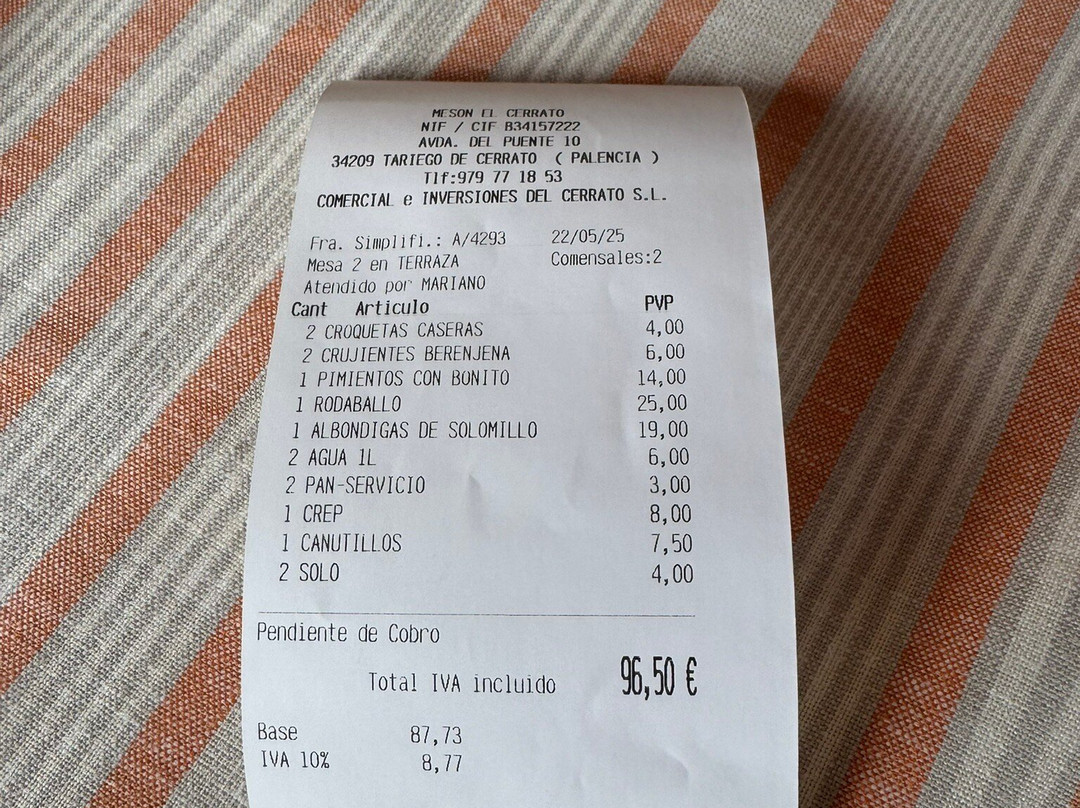 MESON EL CERRATO
NIF / CIF B34157222
AVDA. DEL PUENTE 10
34209 TARIEGO DE CERRATO ( PALENCIA )
Tlf:979 77 18 53
COMERCIAL e INVERSIONES DEL CERRATO S.L.
Fra. Simplifi.: A/4293 22/05/25
Mesa 2 en TERRAZA Comensales:2
Atendido por MARIANO
Cant Articulo PVP
2 CROQUETAS CASERAS 4,00
2 CRUJIENTES BERENJENA 6,00
1 PIMIENTOS CON BONITO 14,00
1 RODABALLO 25,00
1 ALBONDIGAS DE SOLOMILLO 19,00
2 AGUA 1L 6,00
2 PAN-SERVICIO 3,00
1 CREP 8,00
1 CANUTILLOS 7,50
2 SOLO 4,00
Pendiente de Cobro
Total IVA incluido 96,50 €
Base 87,73
IVA 10% 8,77